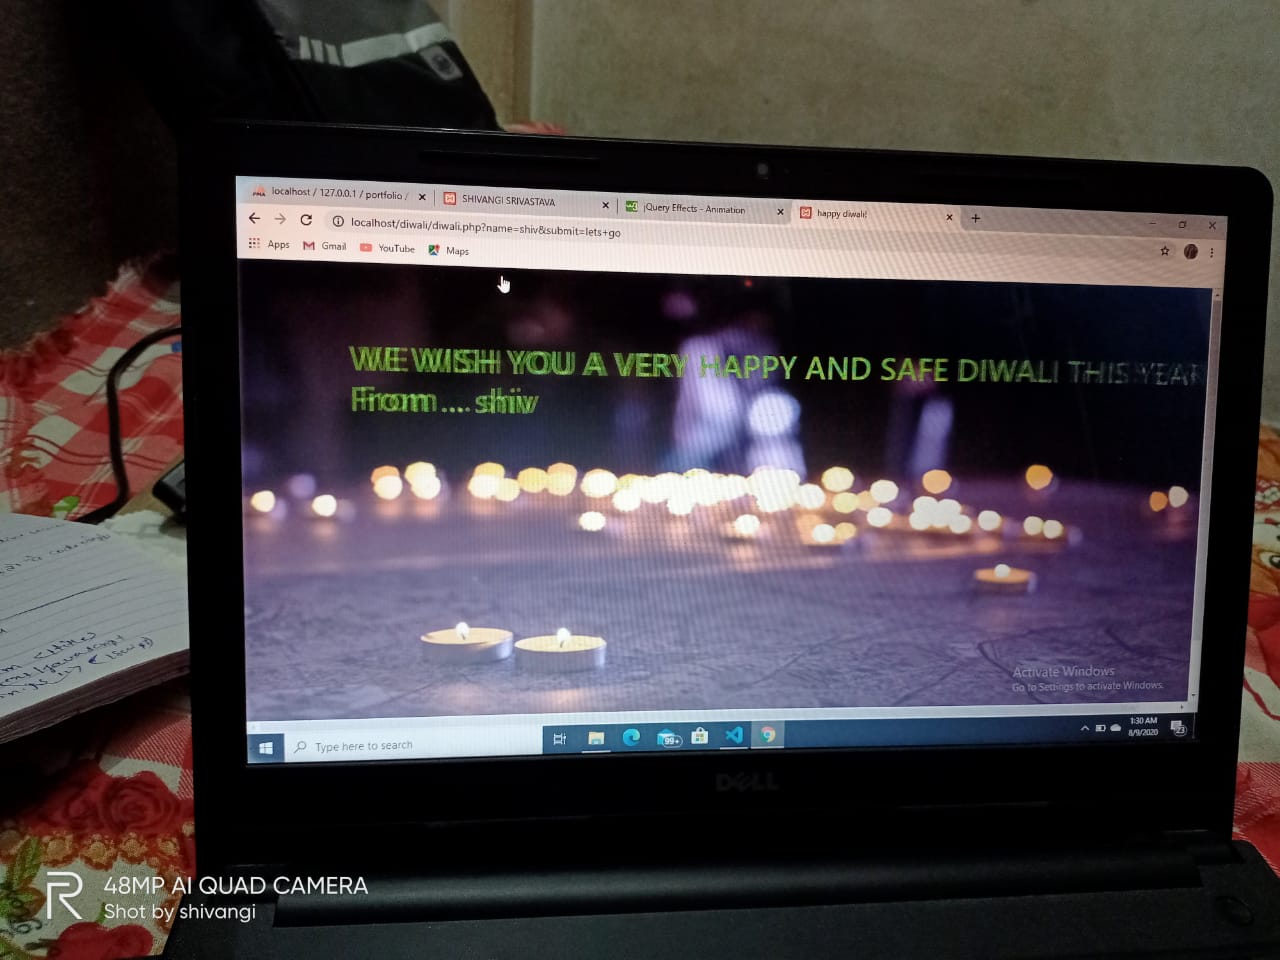 localhost / 127.0.0.1 / portfolio /
SHIVANGI SRIVASTAVA
jQuery Effects - Animation
happy diwali!
localhost/diwali/diwali.php?name=shiv&submit=lets+go
Apps
Gmail
YouTube
Maps
WE WISH YOU A VERY HAPPY AND SAFE DIWALI THIS YEAR
From .... shiv
Activate Windows
Go to Settings to activate Windows.
Type here to search
99+
1:30 AM
8/9/2020
23
DELL
R
48MP AI QUAD CAMERA
Shot by shivangi